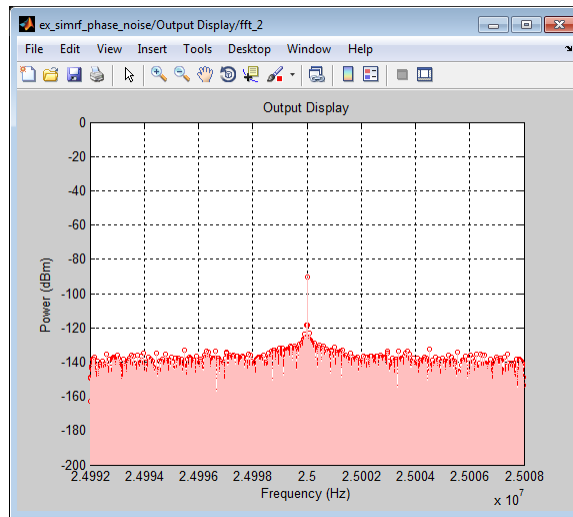 ex_simrf_phase_noise/Output Display/fft_2
File Edit View Insert Tools Desktop Window Help
Output Display
0
-20
-40
-60
-80
-100
-120
-140
-160
-180
-200
Power (dBm)
2.4992 2.4994 2.4996 2.4998 2.5 2.5002 2.5004 2.5006 2.5008
Frequency (Hz)
x 10^7